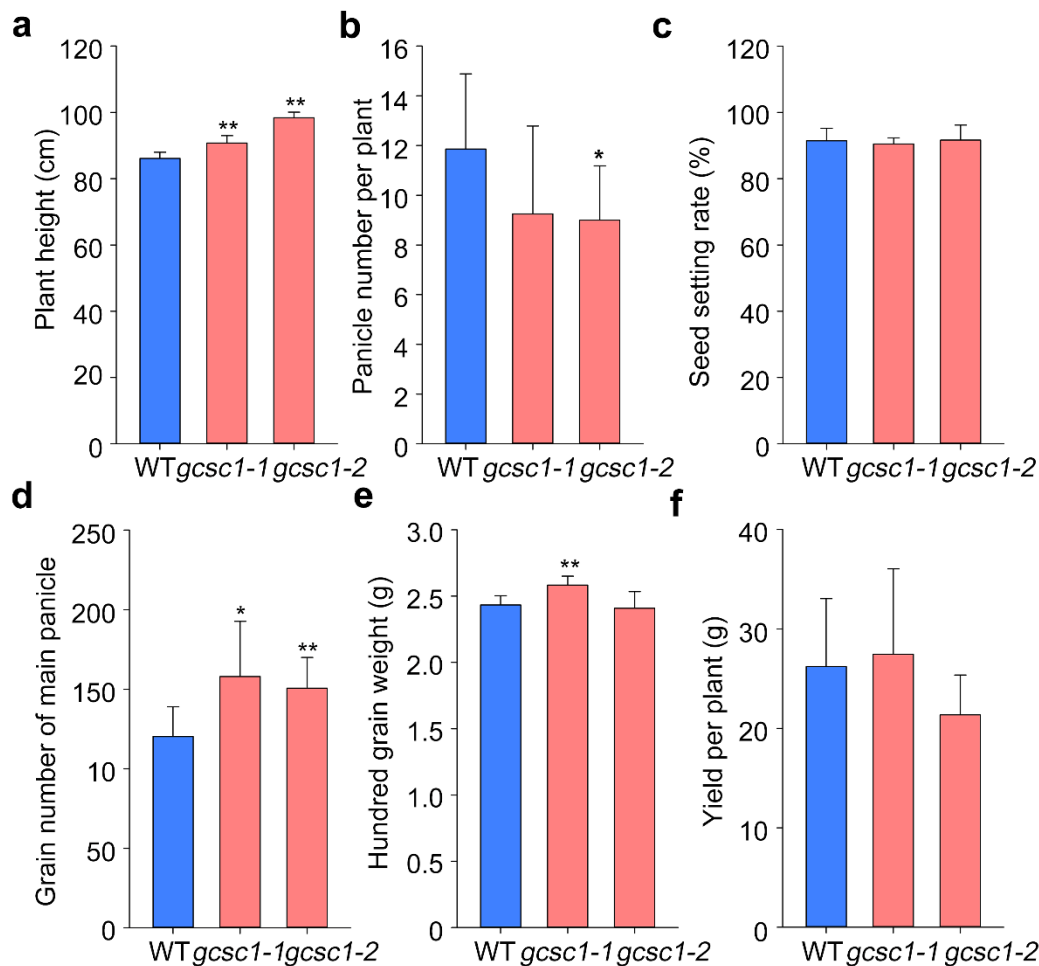 a
Plant height (cm)
120
100
80
60
40
20
0
**
**
WT gcsc1-1 gcsc1-2
b
Panicle number per plant
16
14
12
10
8
6
4
2
0
*
WT gcsc1-1 gcsc1-2
c
Seed setting rate (%)
120
100
80
60
40
20
0
WT gcsc1-1 gcsc1-2
d
Grain number of main panicle
250
200
150
10
50
0
*
**
WT gcsc1-1gcsc1-2
e
Hundred grain weight (g)
3.0
2.5
2.0
1.5
1.0
0.5
0
**
WT gcsc1-1 gcsc1-2
f
Yield per plant (g)
40
30
20
10
0
WT gcsc1-1 gcsc1-2